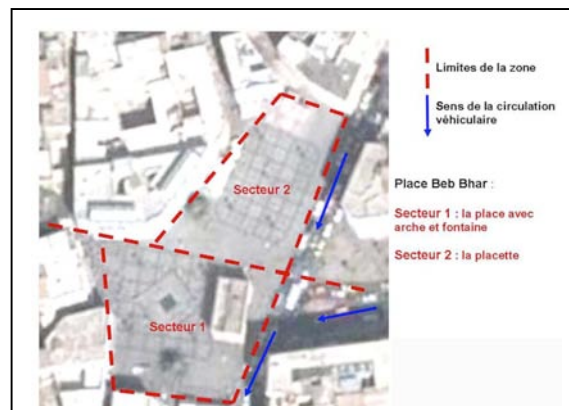 Limites de la zone
Sens de la circulation
véhiculaire
Secteur 2
Place Beb Bhar :
Secteur 1 : la place avec
arche et fontaine
Secteur 2 : la placette
Secteur 1